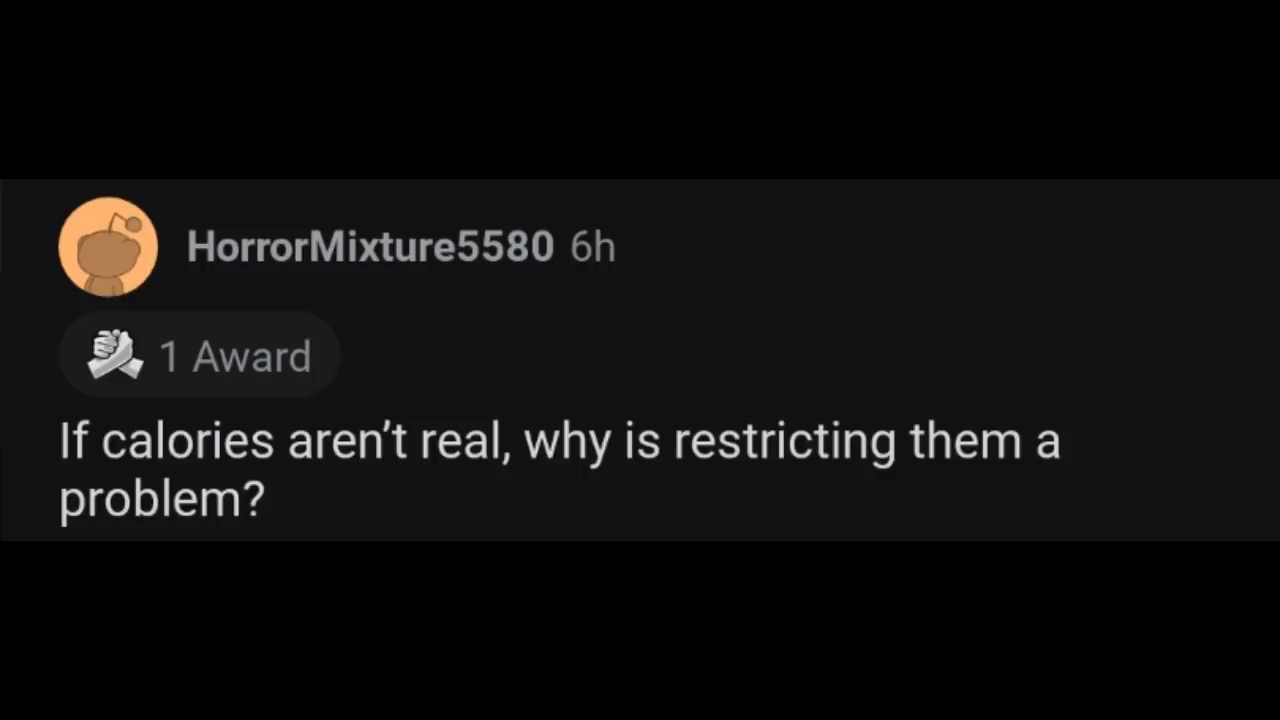 HorrorMixture5580 6h
1 Award
If calories aren’t real, why is restricting them a
problem?